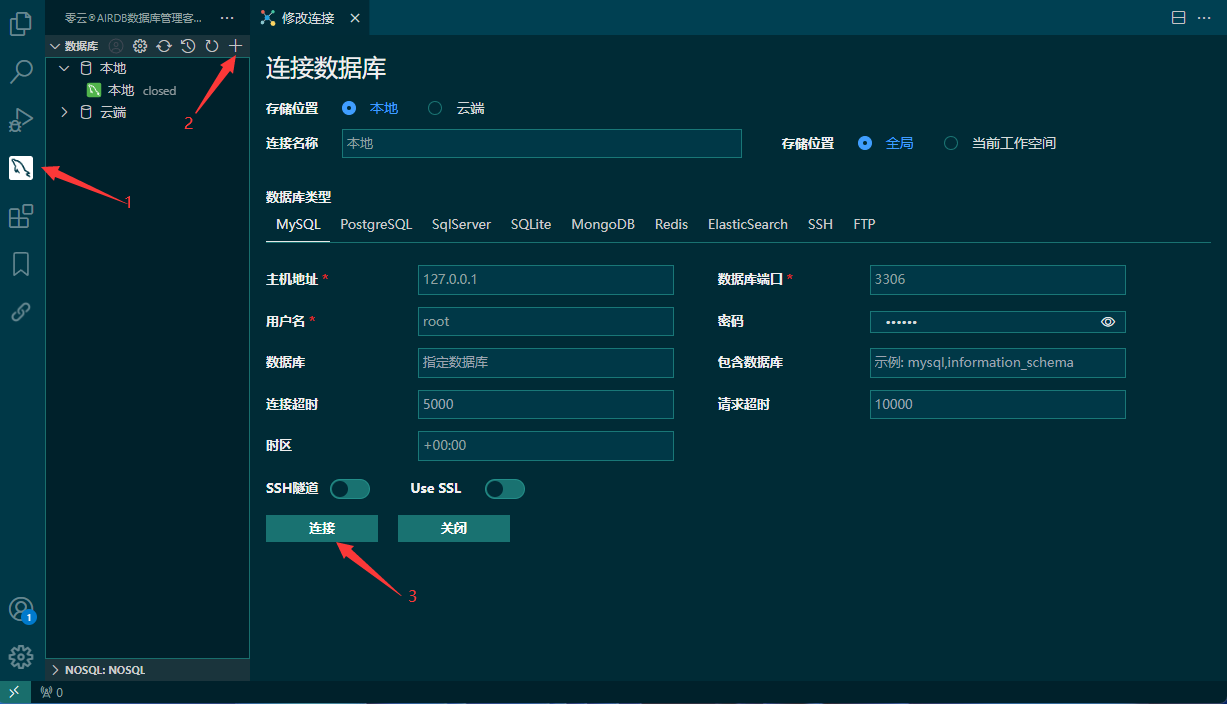 零云®AIRDB数据库管理客... ···
修改连接
数据库
本地
本地 closed
云端
1
2
连接数据库
存储位置 本地 云端
连接名称 本地 存储位置 全局 当前工作空间
数据库类型
MySQL PostgreSQL SqlServer SQLite MongoDB Redis ElasticSearch SSH FTP
主机地址 * 127.0.0.1 数据库端口 * 3306
用户名 * root 密码 ••••••
数据库 指定数据库 包含数据库 示例: mysql,information_schema
连接超时 5000 请求超时 10000
时区 +00:00
SSH隧道 Use SSL
连接 关闭
3
1
NOSQL: NOSQL
0